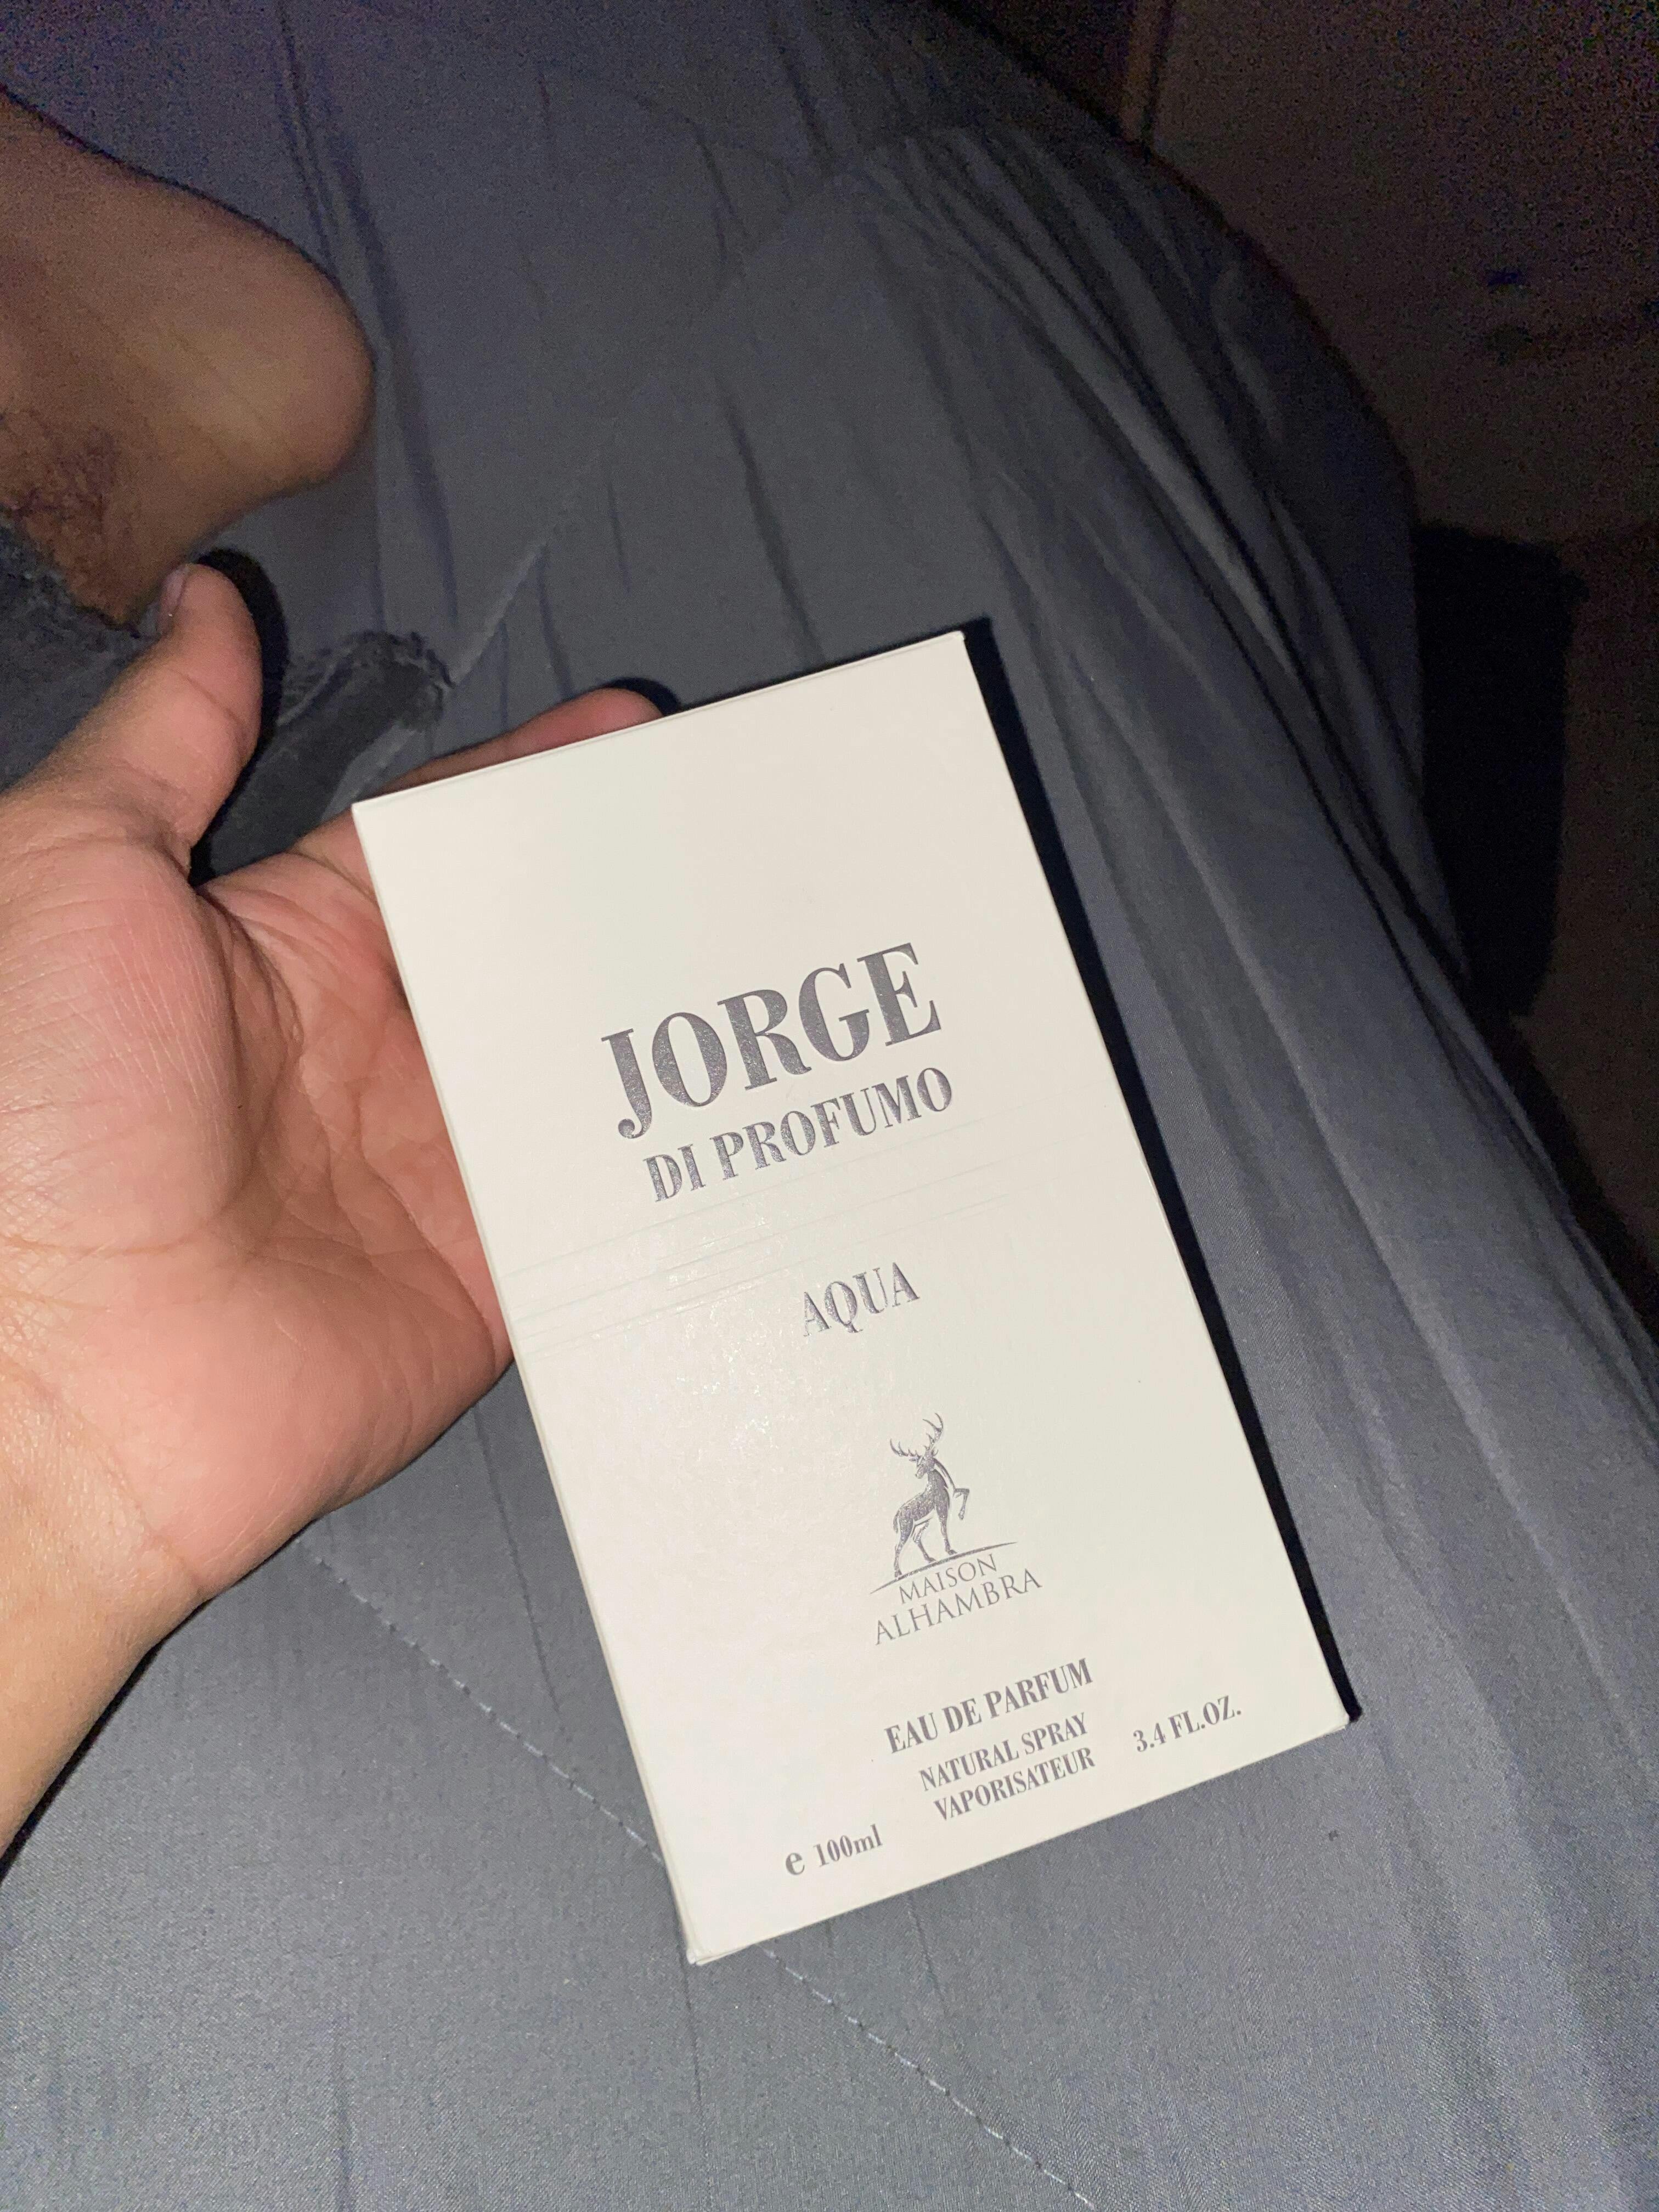 JORGE
DI PROFUMO
AQUA
MAISON
ALHAMBRA
EAU DE PARFUM
NATURAL SPRAY
VAPORISATEUR
3.4 FL.OZ.
e 100ml